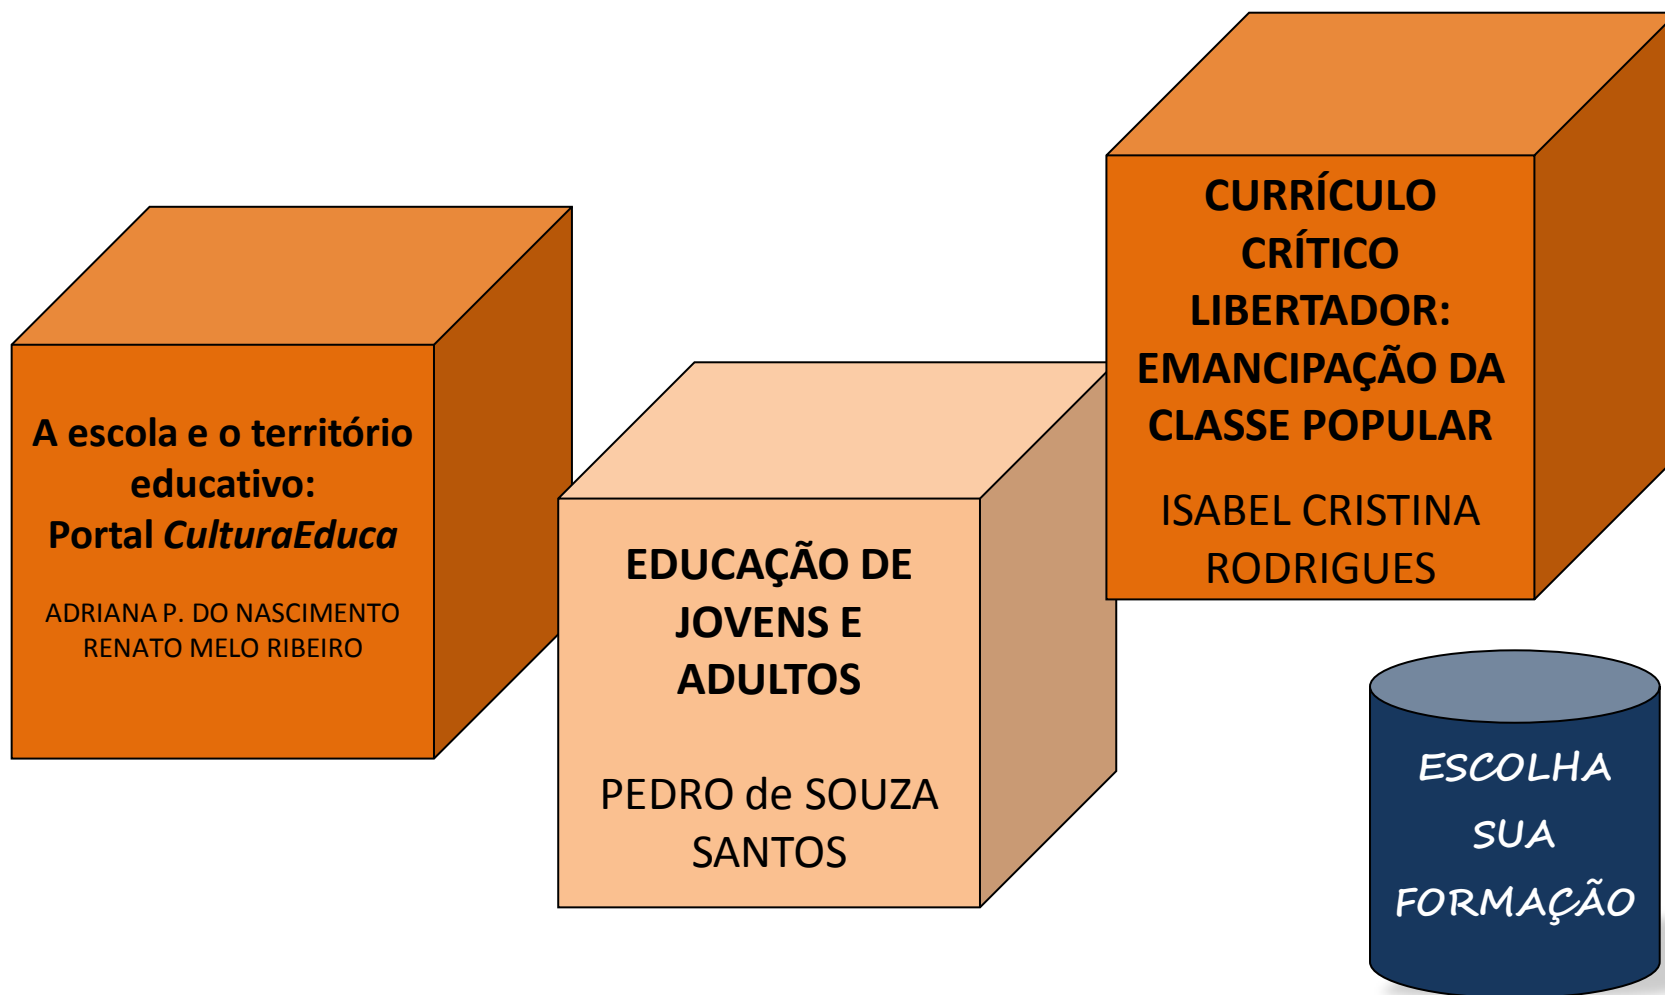 A escola e o território
educativo:
Portal CulturaEduca
ADRIANA P. DO NASCIMENTO
RENATO MELO RIBEIRO
EDUCAÇÃO DE
JOVENS E
ADULTOS
PEDRO de SOUZA
SANTOS
CURRÍCULO
CRÍTICO
LIBERTADOR:
EMANCIPAÇÃO DA
CLASSE POPULAR
ISABEL CRISTINA
RODRIGUES
ESCOLHA
SUA
FORMAÇÃO